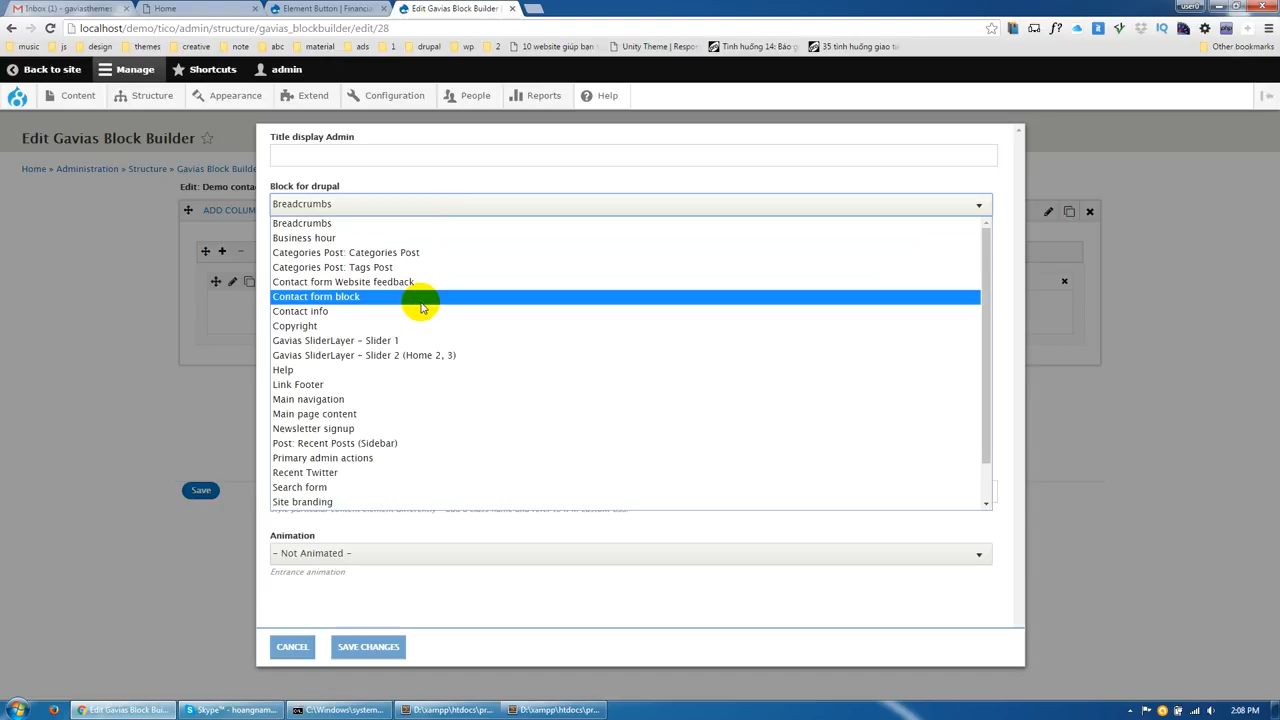 Inbox (1) - gaviasthemes
Home
Element Button | Financia
Edit Gavias Block Builder
user0
localhost/demo/tico/admin/structure/gavias_blockbuilder/edit/28
music
js
design
themes
creative
note
abc
material
ads
1
drupal
wp
2
10 website giúp bạn
Unity Theme | Respon
Tình huống 14: Báo g
35 tình huống giao t
Other bookmarks
Back to site
Manage
Shortcuts
admin
Content
Structure
Appearance
Extend
Configuration
People
Reports
Help
Edit Gavias Block Builder
Home » Administration » Structure » Gavias Block Builde
Edit: Demo conta
ADD COLUM
Title display Admin
Block for drupal
Breadcrumbs
Breadcrumbs
Business hour
Categories Post: Categories Post
Categories Post: Tags Post
Contact form Website feedback
Contact form block
Contact info
Copyright
Gavias SliderLayer - Slider 1
Gavias SliderLayer - Slider 2 (Home 2, 3)
Help
Link Footer
Main navigation
Main page content
Newsletter signup
Post: Recent Posts (Sidebar)
Primary admin actions
Recent Twitter
Search form
Site branding
Save
Animation
- Not Animated -
Entrance animation
CANCEL
SAVE CHANGES
Edit Gavias Block Buil...
Skype™ - hoangnam...
C:\Windows\system...
D:\xampp\htdocs\pr...
D:\xampp\htdocs\pr...
2:08 PM